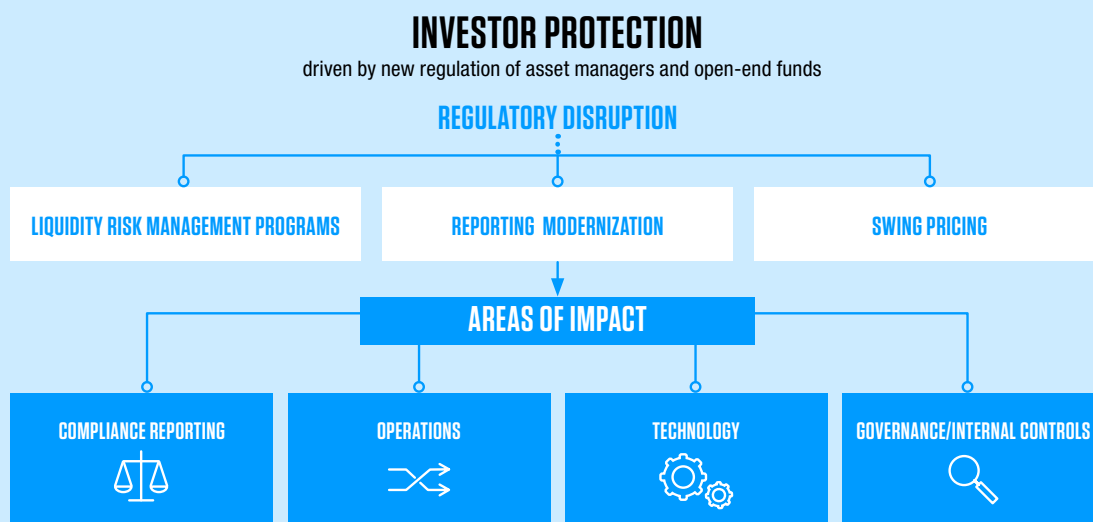 INVESTOR PROTECTION
driven by new regulation of asset managers and open-end funds
REGULATORY DISRUPTION
LIQUIDITY RISK MANAGEMENT PROGRAMS
REPORTING MODERNIZATION
SWING PRICING
AREAS OF IMPACT
COMPLIANCE REPORTING
OPERATIONS
TECHNOLOGY
GOVERNANCE/INTERNAL CONTROLS